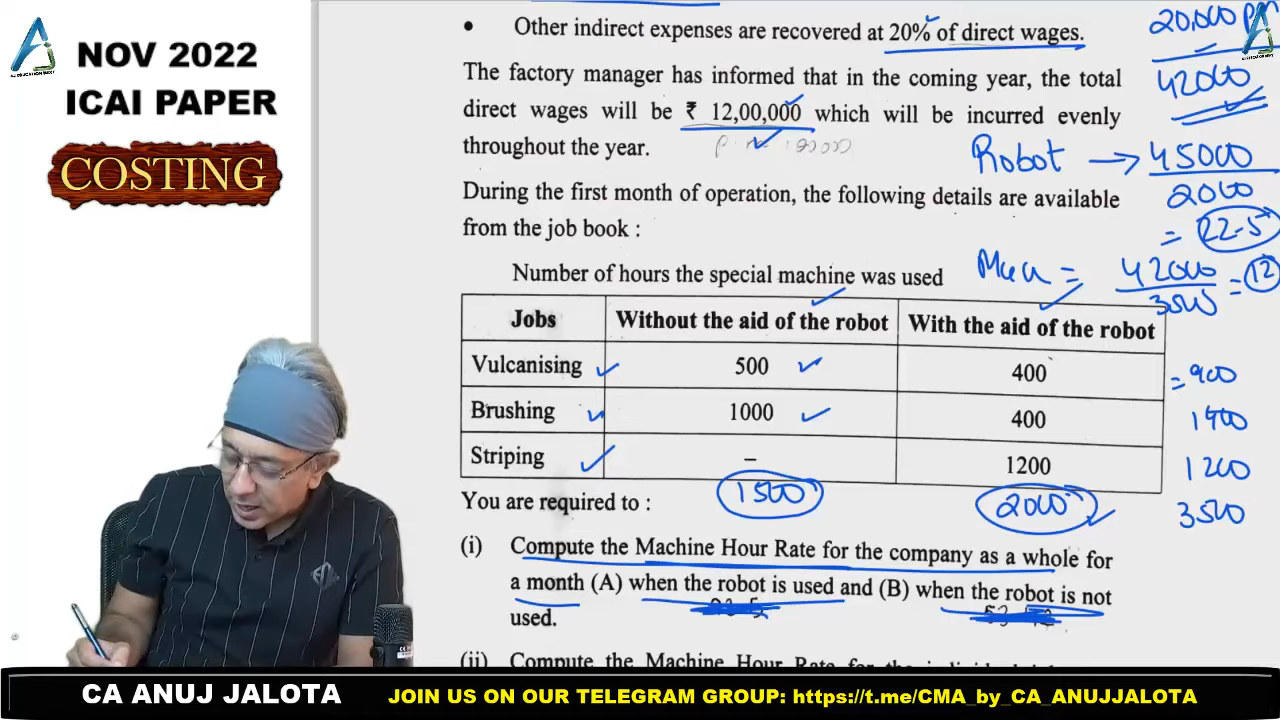 NOV 2022
ICAI PAPER
COSTING
• Other indirect expenses are recovered at 20% of direct wages.
The factory manager has informed that in the coming year, the total
direct wages will be ₹ 12,00,000 which will be incurred evenly
throughout the year.
During the first month of operation, the following details are available
from the job book :
Number of hours the special machine was used
Jobs Without the aid of the robot With the aid of the robot
Vulcanising 500 400 = 900
Brushing 1000 400 1400
Striping – 1200 1200
1500 2000 3500
You are required to :
(i) Compute the Machine Hour Rate for the company as a whole for
a month (A) when the robot is used and (B) when the robot is not
used.
(ii) Compute the Machine Hour Rate for the individual
20,000 pm
42000
Robot → 45000
2000
= 22.5
= 42000 = 12
3500
CA ANUJ JALOTA
JOIN US ON OUR TELEGRAM GROUP: https://t.me/CMA_by_CA_ANUJJALOTA